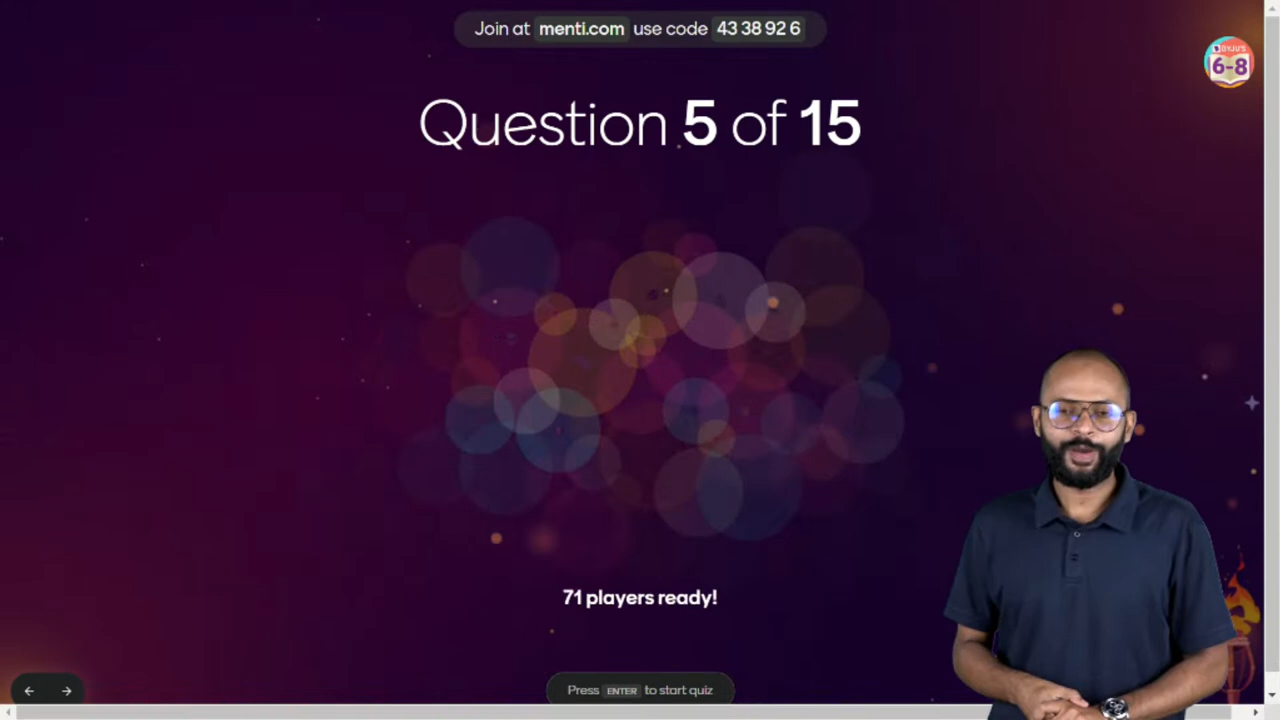 Join at menti.com use code 43 38 92 6
BYJU'S
6-8
Question 5 of 15
71 players ready!
Press ENTER to start quiz